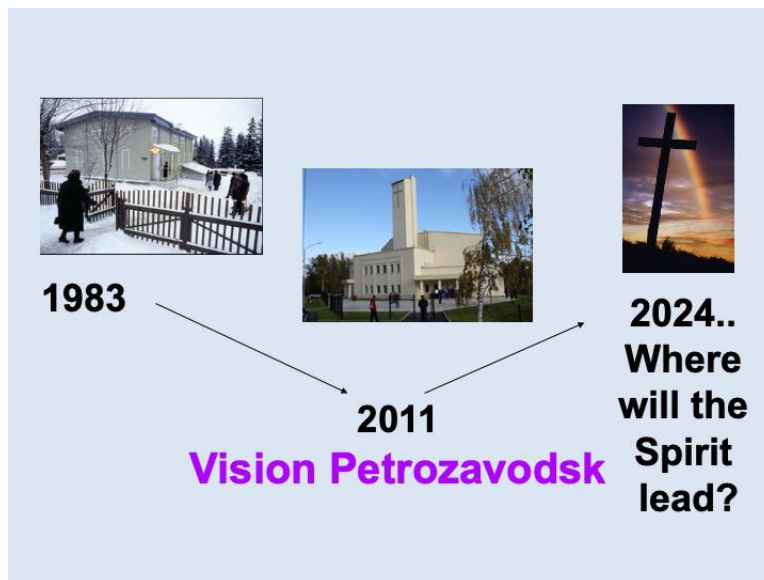 1983
2011
Vision Petrozavodsk
2024..
Where
will the
Spirit
lead?